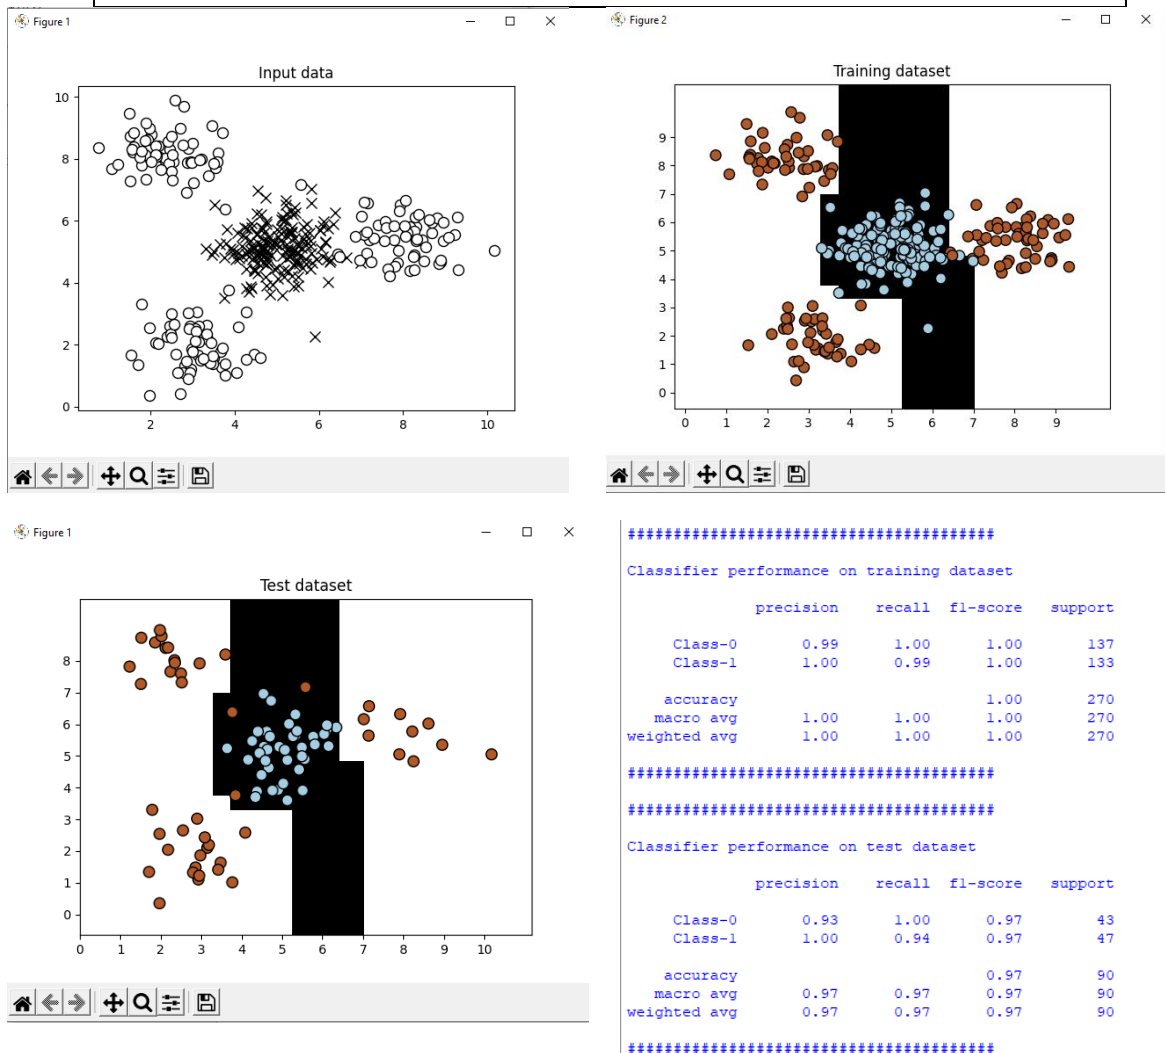 Figure 1
Input data
10
8
6
4
2
0
2 4 6 8 10
Figure 2
Training dataset
9
8
7
6
5
4
3
2
1
0
0 1 2 3 4 5 6 7 8 9
Figure 1
Test dataset
8
7
6
5
4
3
2
1
0
0 1 2 3 4 5 6 7 8 9 10
########################################
Classifier performance on training dataset
precision recall f1-score support
Class-0 0.99 1.00 1.00 137
Class-1 1.00 0.99 1.00 133
accuracy 1.00 270
macro avg 1.00 1.00 1.00 270
weighted avg 1.00 1.00 1.00 270
########################################
########################################
Classifier performance on test dataset
precision recall f1-score support
Class-0 0.93 1.00 0.97 43
Class-1 1.00 0.94 0.97 47
accuracy 0.97 90
macro avg 0.97 0.97 0.97 90
weighted avg 0.97 0.97 0.97 90
########################################